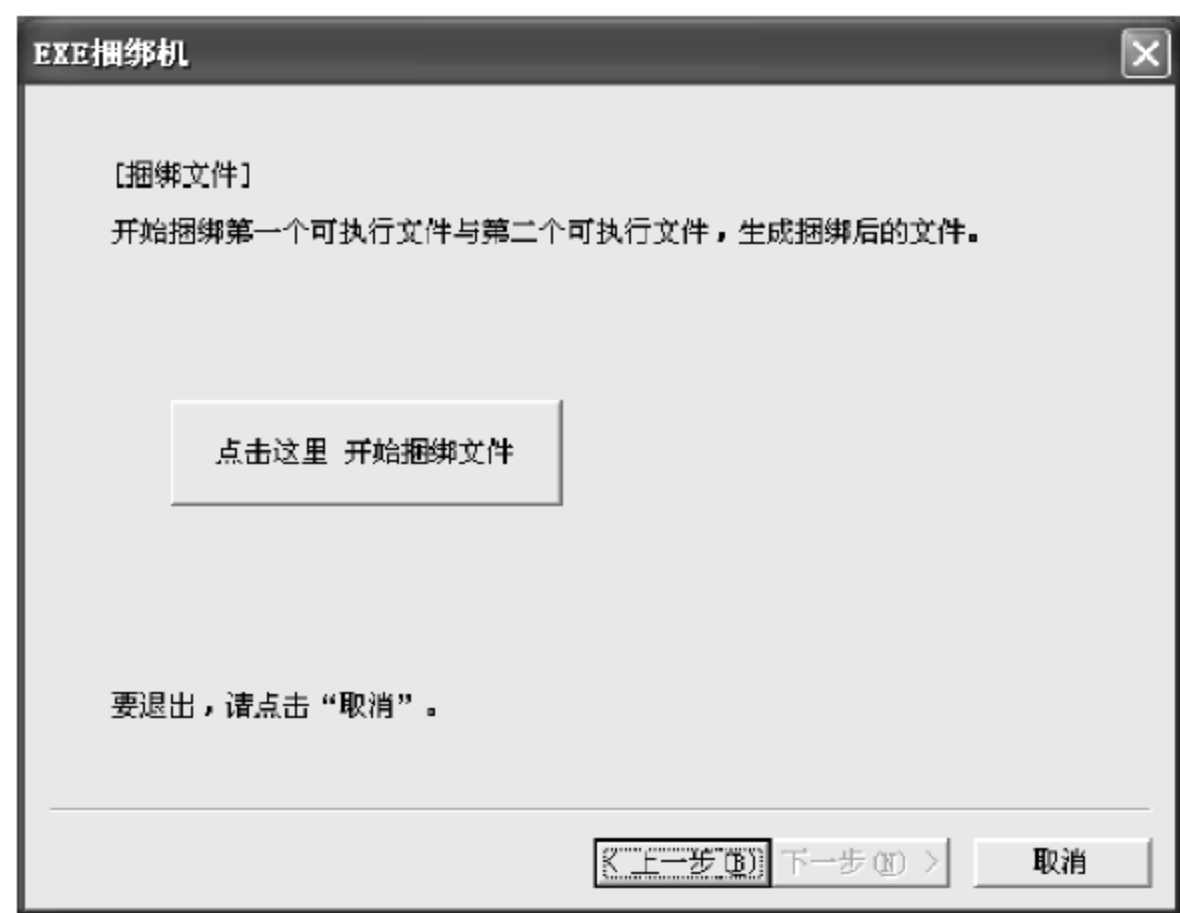 EXE捆绑机
[捆绑文件]
开始捆绑第一个可执行文件与第二个可执行文件，生成捆绑后的文件。
点击这里 开始捆绑文件
要退出，请点击“取消”。
< 上一步(B) 下一步(N) > 取消